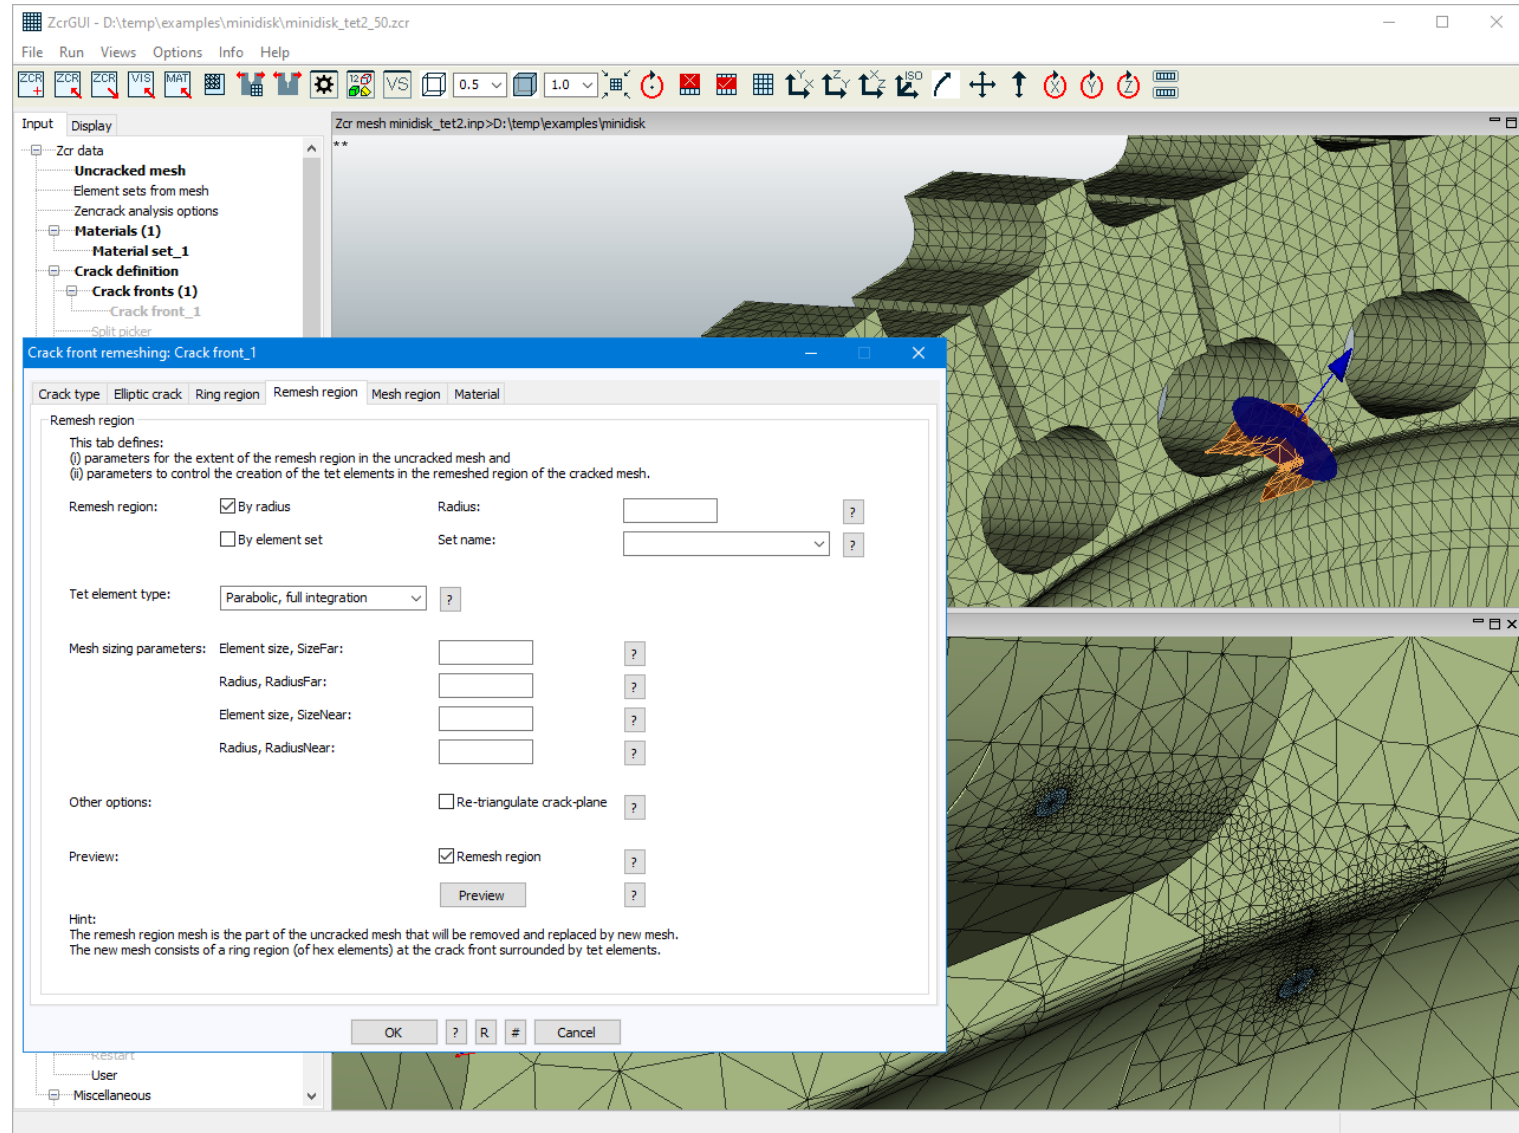 ZcrGUI - D:\temp\examples\minidisk\minidisk_tet2_50.zcr
File Run Views Options Info Help
ZCR ZCR ZCR VIS MAT 12 VS 0.5 1.0 Y X Z Y X Z ISO X Y Z
Input Display
Zcr mesh minidisk_tet2.inp>D:\temp\examples\minidisk
**
Zcr data
Uncracked mesh
Element sets from mesh
Zencrack analysis options
Materials (1)
Material set_1
Crack definition
Crack fronts (1)
Crack front_1
Split picker
Crack front remeshing: Crack front_1
Crack type Elliptic crack Ring region Remesh region Mesh region Material
Remesh region
This tab defines:
(i) parameters for the extent of the remesh region in the uncracked mesh and
(ii) parameters to control the creation of the tet elements in the remeshed region of the cracked mesh.
Remesh region: By radius Radius: ?
By element set Set name: ?
Tet element type: Parabolic, full integration ?
Mesh sizing parameters: Element size, SizeFar: ?
Radius, RadiusFar: ?
Element size, SizeNear: ?
Radius, RadiusNear: ?
Other options: Re-triangulate crack-plane ?
Preview: Remesh region ?
Preview ?
Hint:
The remesh region mesh is the part of the uncracked mesh that will be removed and replaced by new mesh.
The new mesh consists of a ring region (of hex elements) at the crack front surrounded by tet elements.
OK ? R # Cancel
Restart
User
Miscellaneous